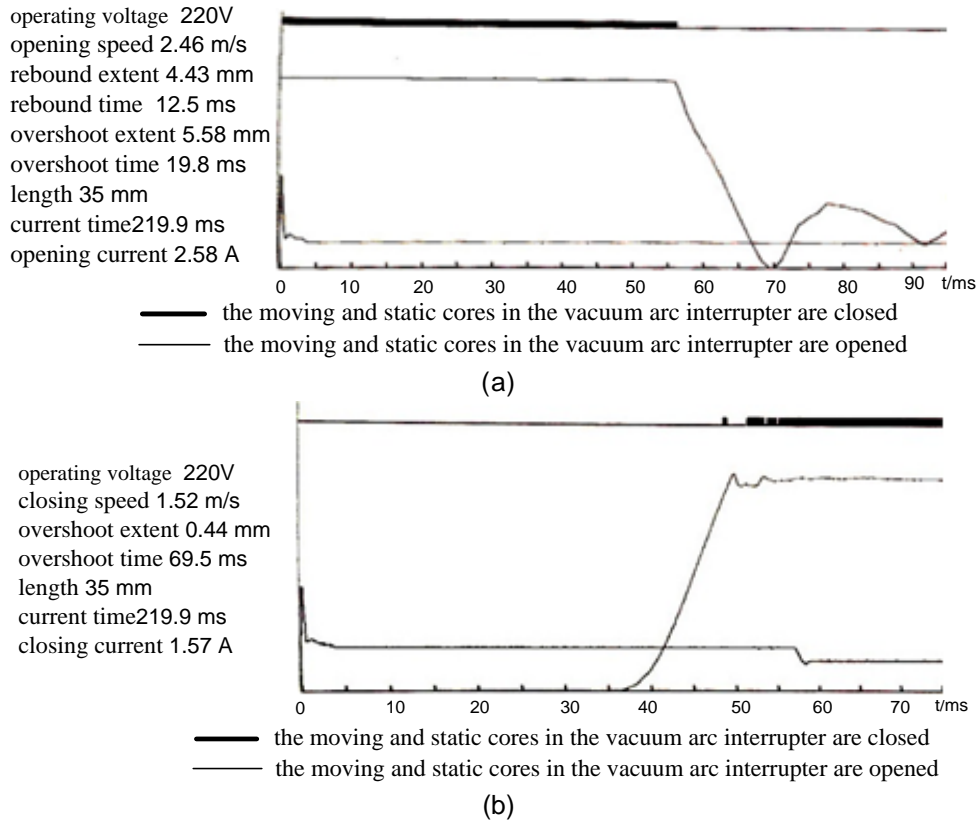 operating voltage 220V
opening speed 2.46 m/s
rebound extent 4.43 mm
rebound time 12.5 ms
overshoot extent 5.58 mm
overshoot time 19.8 ms
length 35 mm
current time219.9 ms
opening current 2.58 A
0 10 20 30 40 50 60 70 80 90 t/ms
the moving and static cores in the vacuum arc interrupter are closed
the moving and static cores in the vacuum arc interrupter are opened
(a)
operating voltage 220V
closing speed 1.52 m/s
overshoot extent 0.44 mm
overshoot time 69.5 ms
length 35 mm
current time219.9 ms
closing current 1.57 A
0 10 20 30 40 50 60 70 t/ms
the moving and static cores in the vacuum arc interrupter are closed
the moving and static cores in the vacuum arc interrupter are opened
(b)